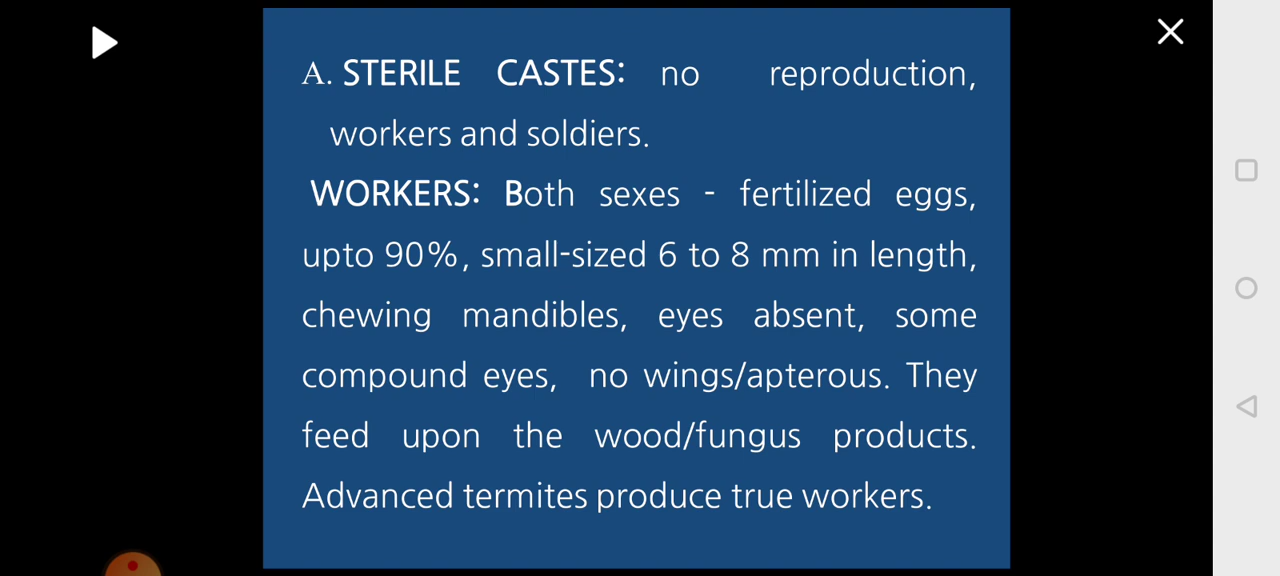 A. STERILE CASTES: no reproduction,
workers and soldiers.
WORKERS: Both sexes - fertilized eggs,
upto 90%, small-sized 6 to 8 mm in length,
chewing mandibles, eyes absent, some
compound eyes, no wings/apterous. They
feed upon the wood/fungus products.
Advanced termites produce true workers.